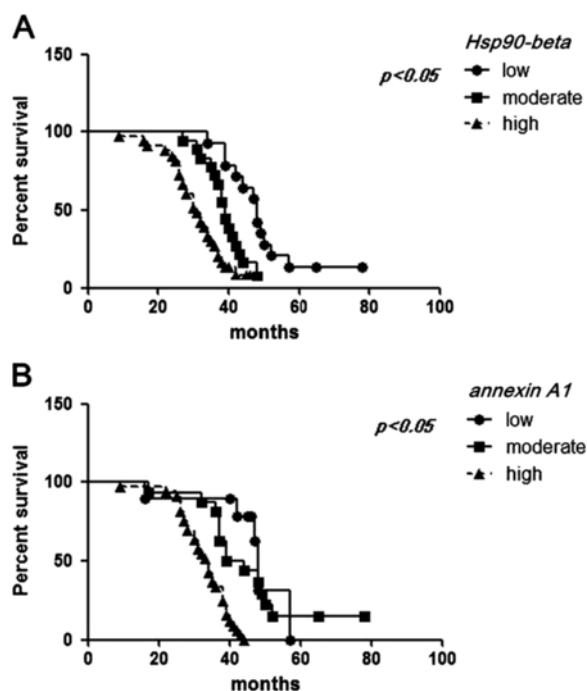 A
Hsp90-beta
p<0.05
low
moderate
high
Percent survival
150
100
50
0
0 20 40 60 80 100
months
B
annexin A1
p<0.05
low
moderate
high
Percent survival
150
100
50
0
0 20 40 60 80 100
months